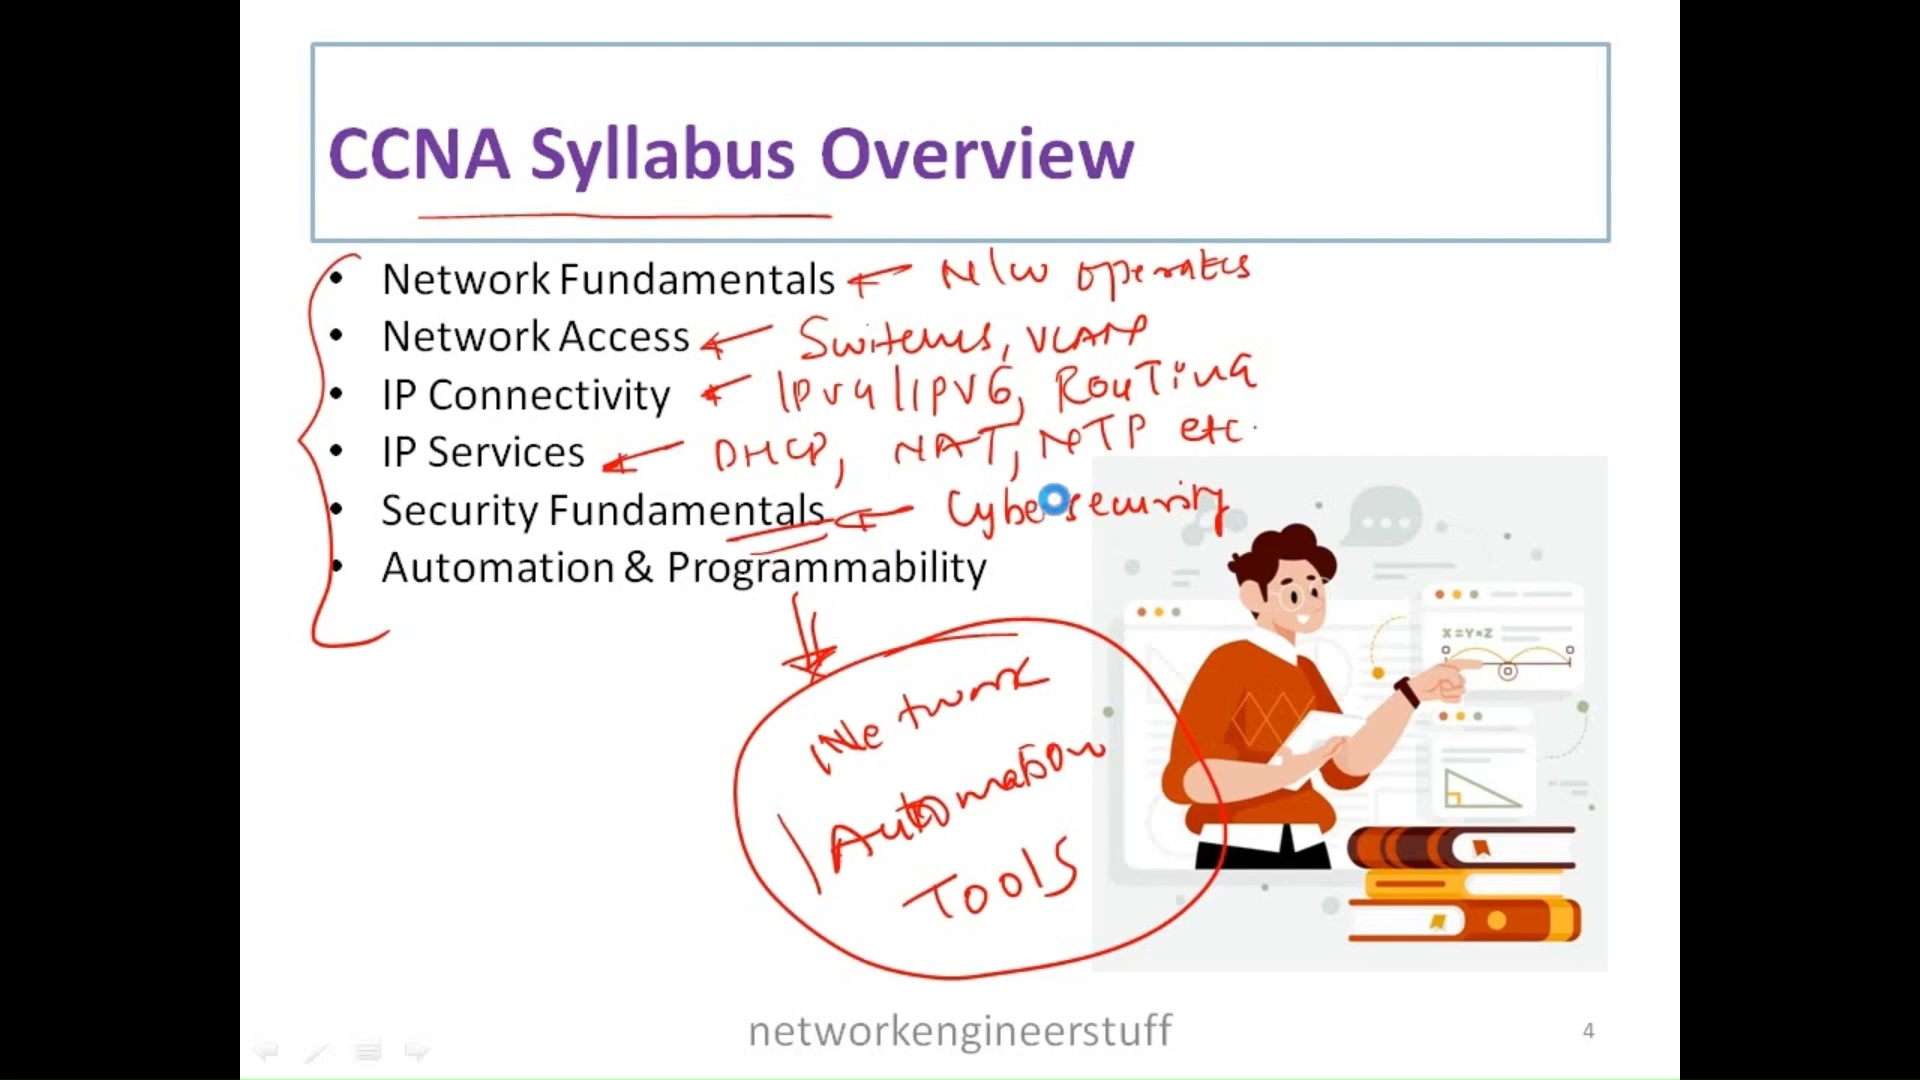 CCNA Syllabus Overview
• Network Fundamentals ← N/w operates
• Network Access ← Switches, VLAN
• IP Connectivity ← IPv4/IPV6, Routing
• IP Services ← DHCP, NAT, NTP etc.
• Security Fundamentals ← Cybersecurity
• Automation & Programmability
Network
Automation
Tools
X=Y×Z
networkengineerstuff
4